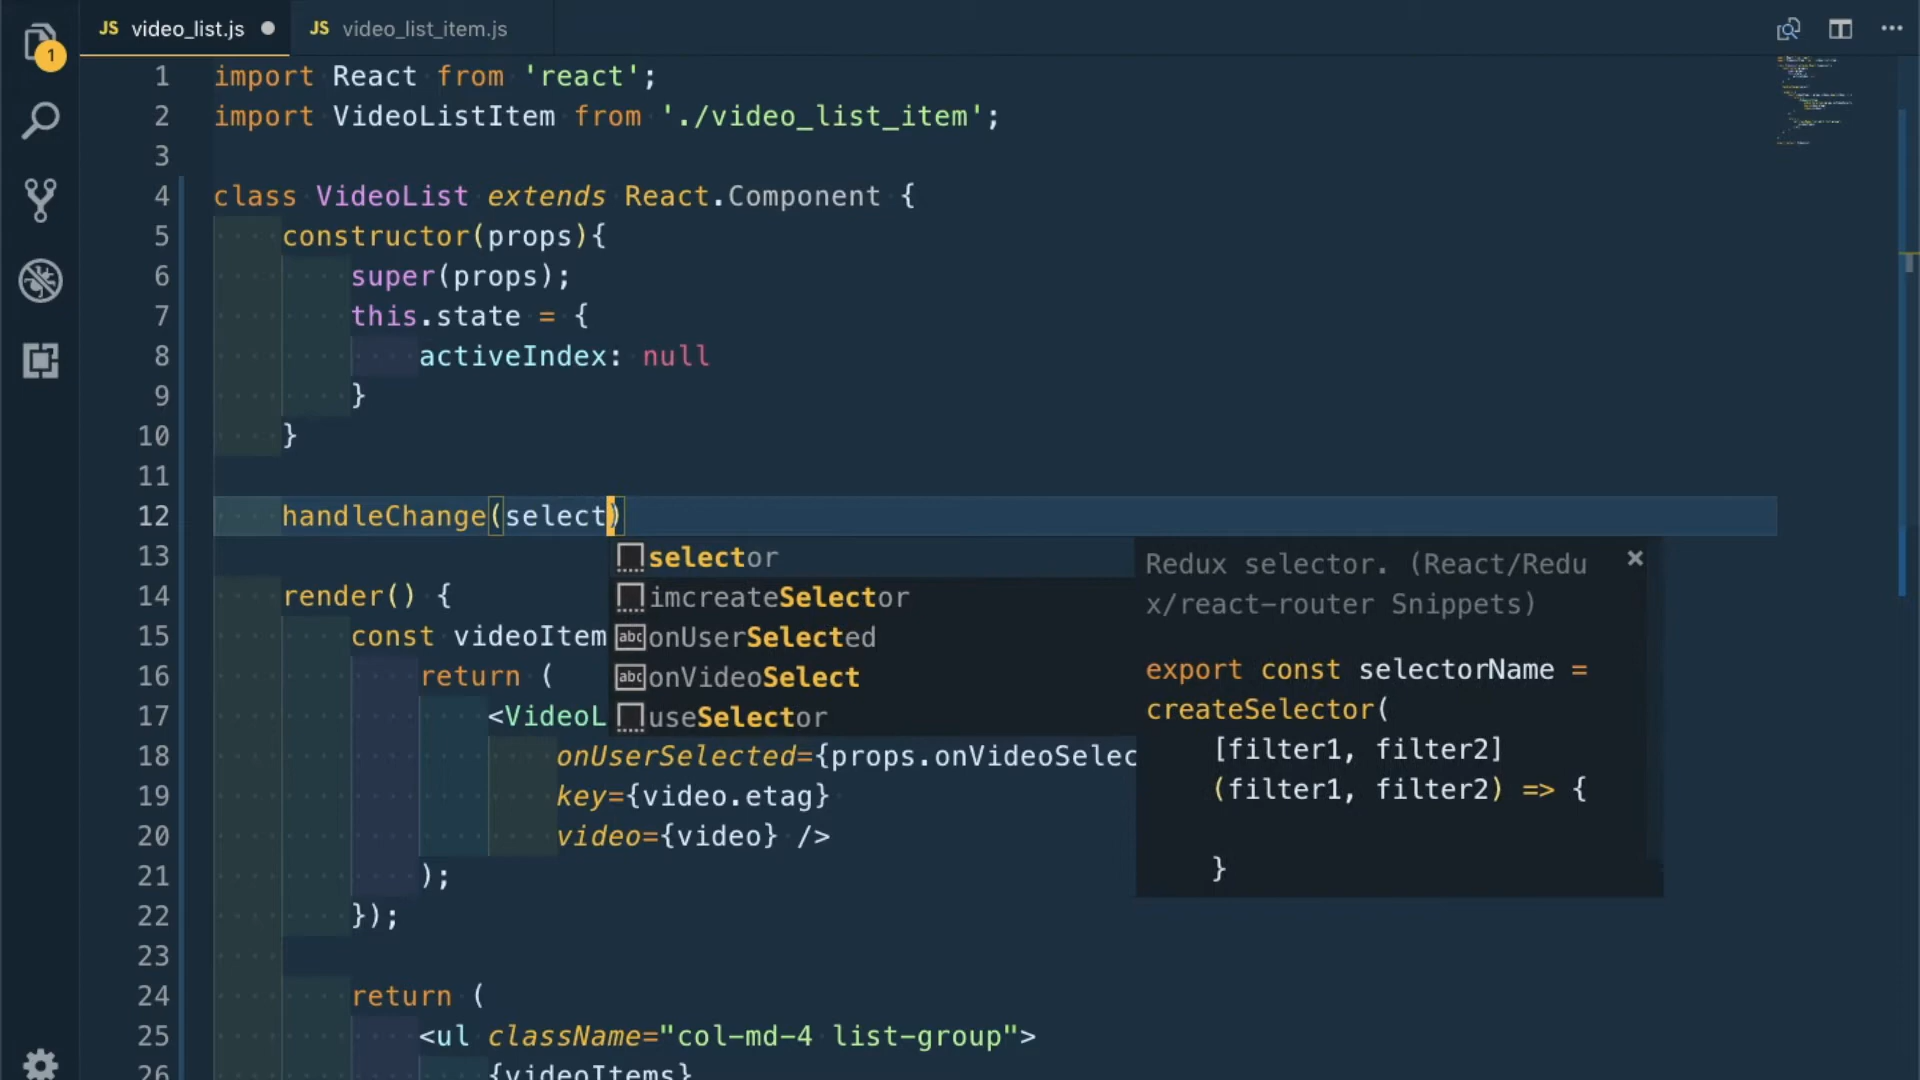 JS video_list.js
JS video_list_item.js
1
1 import React from 'react';
2 import VideoListItem from './video_list_item';
3
4 class VideoList extends React.Component {
5 constructor(props){
6 super(props);
7 this.state = {
8 activeIndex: null
9 }
10 }
11
12 handleChange(select)
13
14 render() {
15 const videoItem
16 return (
17 <VideoL
18 onUserSelected={props.onVideoSelec
19 key={video.etag}
20 video={video} />
21 );
22 });
23
24 return (
25 <ul className="col-md-4 list-group">
26 {videoItems}
selector
imcreateSelector
abc onUserSelected
abc onVideoSelect
useSelector
Redux selector. (React/Redu
x/react-router Snippets)
export const selectorName =
createSelector(
[filter1, filter2]
(filter1, filter2) => {
}